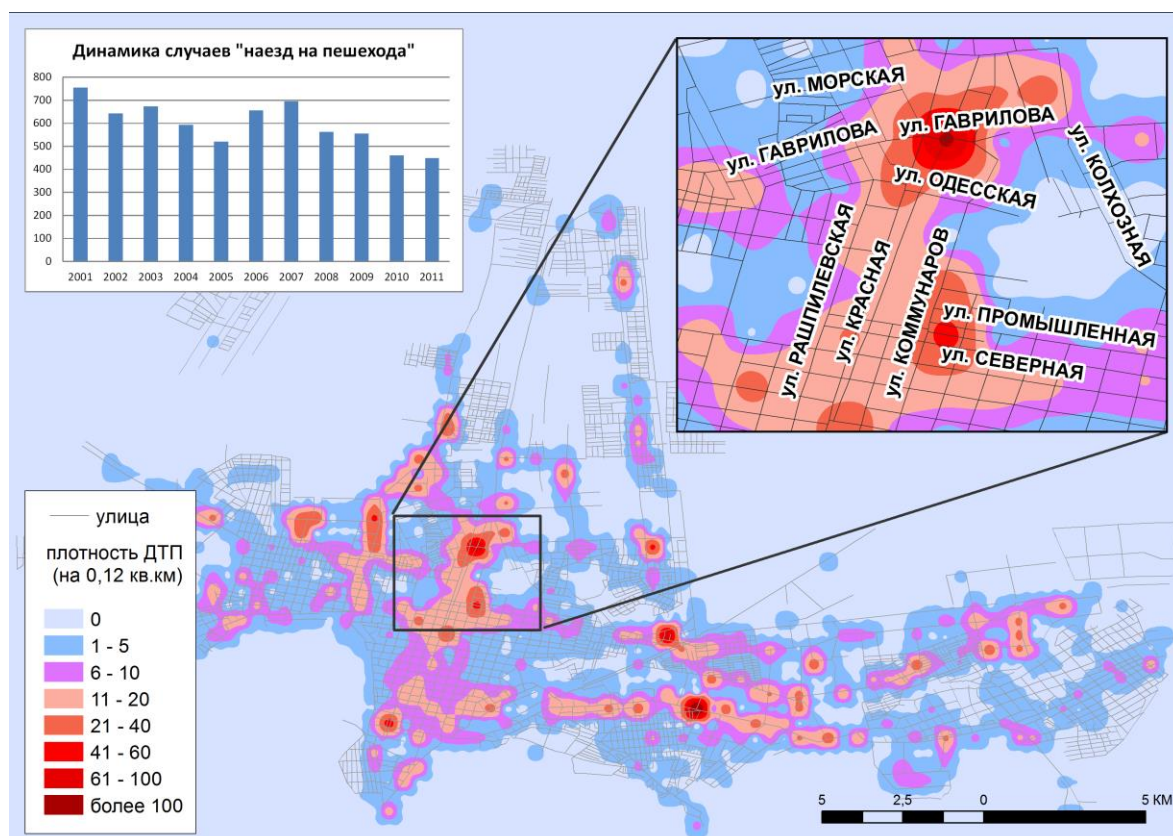 Динамика случаев "наезд на пешехода"
800
700
600
500
400
300
200
100
0
2001 2002 2003 2004 2005 2006 2007 2008 2009 2010 2011
ул. МОРСКАЯ
ул. ГАВРИЛОВА
ул. ГАВРИЛОВА
ул. КОЛХОЗНАЯ
ул. ОДЕССКАЯ
ул. РАШПИЛЕВСКАЯ
ул. КРАСНАЯ
ул. КОММУНАРОВ
ул. ПРОМЫШЛЕННАЯ
ул. СЕВЕРНАЯ
улица
плотность ДТП
(на 0,12 кв.км)
0
1 - 5
6 - 10
11 - 20
21 - 40
41 - 60
61 - 100
более 100
5 2,5 0 5 КМ